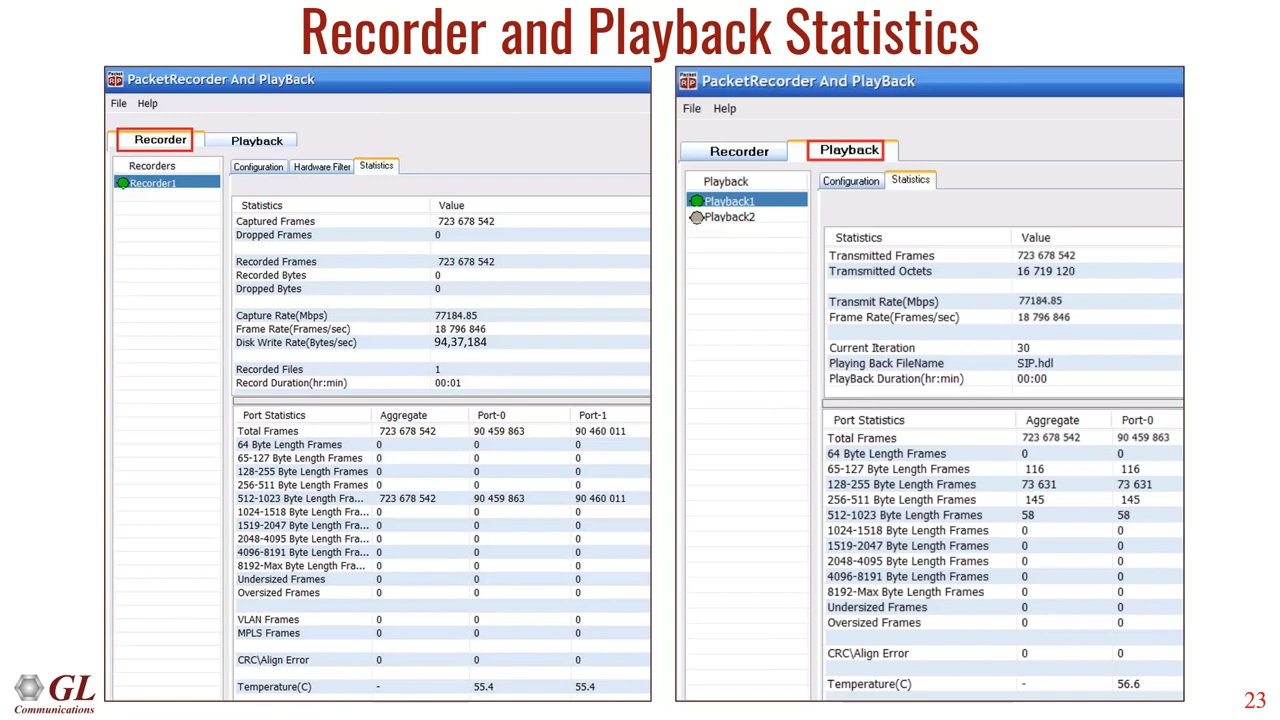 Recorder and Playback Statistics
PacketRecorder And PlayBack
File Help
Recorder Playback
Recorders
Recorder1
Configuration Hardware Filter Statistics
Statistics Value
Captured Frames 723 678 542
Dropped Frames 0
Recorded Frames 723 678 542
Recorded Bytes 0
Dropped Bytes 0
Capture Rate(Mbps) 77184.85
Frame Rate(Frames/sec) 18 796 846
Disk Write Rate(Bytes/sec) 94,37,184
Recorded Files 1
Record Duration(hr:min) 00:01
Port Statistics Aggregate Port-0 Port-1
Total Frames 723 678 542 90 459 863 90 460 011
64 Byte Length Frames 0 0 0
65-127 Byte Length Frames 0 0 0
128-255 Byte Length Frames 0 0 0
256-511 Byte Length Frames 0 0 0
512-1023 Byte Length Fra... 723 678 542 90 459 863 90 460 011
1024-1518 Byte Length Fra... 0 0 0
1519-2047 Byte Length Fra... 0 0 0
2048-4095 Byte Length Fra... 0 0 0
4096-8191 Byte Length Fra... 0 0 0
8192-Max Byte Length Fra... 0 0 0
Undersized Frames 0 0 0
Oversized Frames 0 0 0
VLAN Frames 0 0 0
MPLS Frames 0 0 0
CRC\Align Error 0 0 0
Temperature(C) - 55.4 55.4
PacketRecorder And PlayBack
File Help
Recorder Playback
Playback
Playback1
Playback2
Configuration Statistics
Statistics Value
Transmitted Frames 723 678 542
Tramsmitted Octets 16 719 120
Transmit Rate(Mbps) 77184.85
Frame Rate(Frames/sec) 18 796 846
Current Iteration 30
Playing Back FileName SIP.hdl
PlayBack Duration(hr:min) 00:00
Port Statistics Aggregate Port-0
Total Frames 723 678 542 90 459 863
64 Byte Length Frames 0 0
65-127 Byte Length Frames 116 116
128-255 Byte Length Frames 73 631 73 631
256-511 Byte Length Frames 145 145
512-1023 Byte Length Frames 58 58
1024-1518 Byte Length Frames 0 0
1519-2047 Byte Length Frames 0 0
2048-4095 Byte Length Frames 0 0
4096-8191 Byte Length Frames 0 0
8192-Max Byte Length Frames 0 0
Undersized Frames 0 0
Oversized Frames 0 0
CRC\Align Error 0 0
Temperature(C) - 56.6
GL
Communications
23